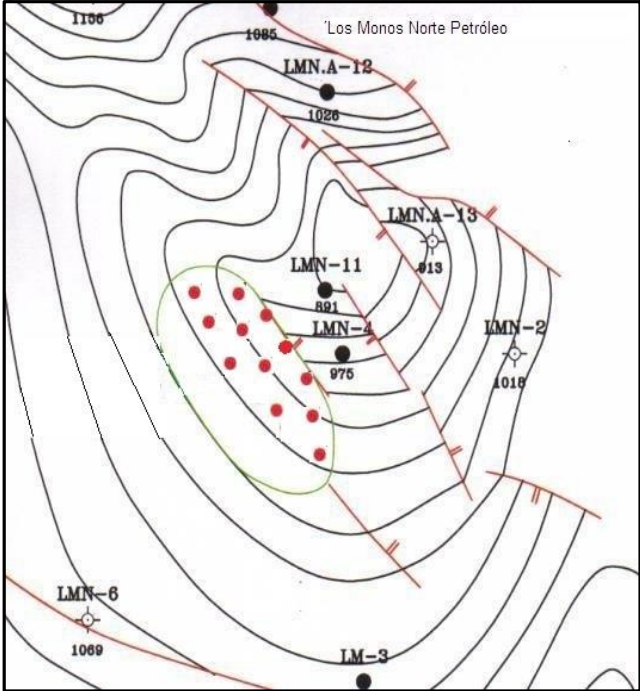 1156
1085
'Los Monos Norte Petróleo
LMN.A-12
1026
LMN.A-13
913
LMN-11
891
LMN-4
975
LMN-2
1018
LMN-6
1069
LM-3